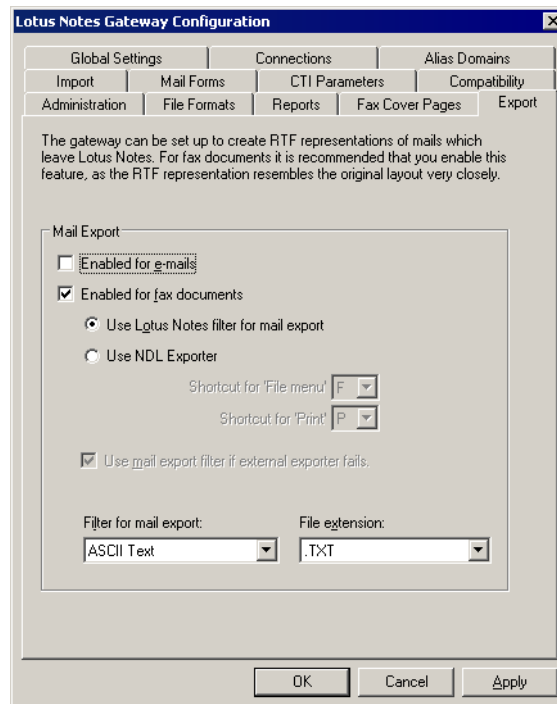 Lotus Notes Gateway Configuration
Global Settings Connections Alias Domains
Import Mail Forms CTI Parameters Compatibility
Administration File Formats Reports Fax Cover Pages Export
The gateway can be set up to create RTF representations of mails which
leave Lotus Notes. For fax documents it is recommended that you enable this
feature, as the RTF representation resembles the original layout very closely.
Mail Export
Enabled for e-mails
Enabled for fax documents
Use Lotus Notes filter for mail export
Use NDL Exporter
Shortcut for 'File menu' F
Shortcut for 'Print' P
Use mail export filter if external exporter fails.
Filter for mail export: File extension:
ASCII Text .TXT
OK Cancel Apply